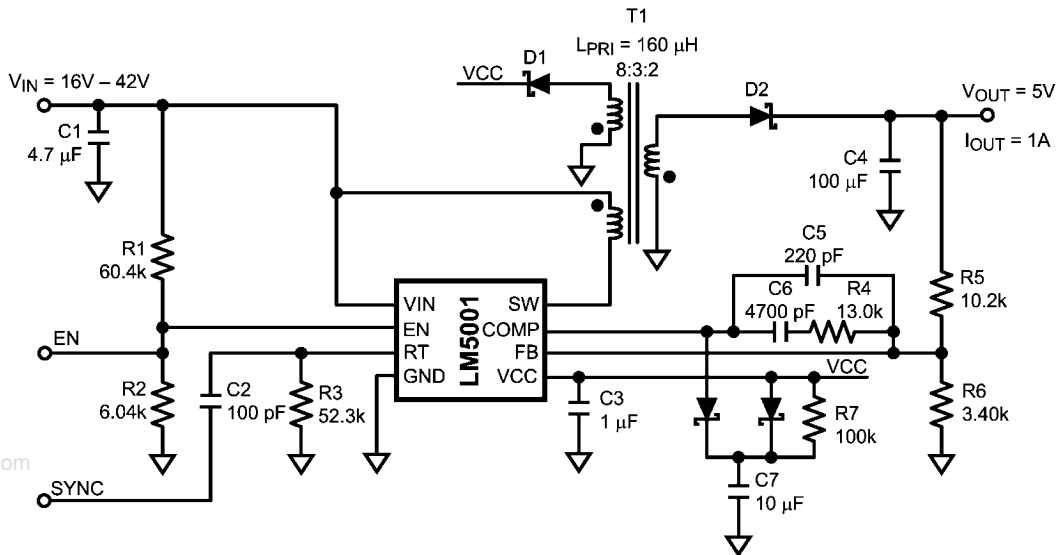 T1
LPRI = 160 μH
8:3:2
D1
VCC
VIN = 16V – 42V
C1
4.7 μF
D2
VOUT = 5V
IOUT = 1A
C4
100 μF
R1
60.4k
C5
220 pF
C6
4700 pF
R4
13.0k
R5
10.2k
LM5001
VIN
EN
RT
GND
SW
COMP
FB
VCC
EN
VCC
R2
6.04k
C2
100 pF
R3
52.3k
C3
1 μF
R7
100k
R6
3.40k
C7
10 μF
om
SYNC